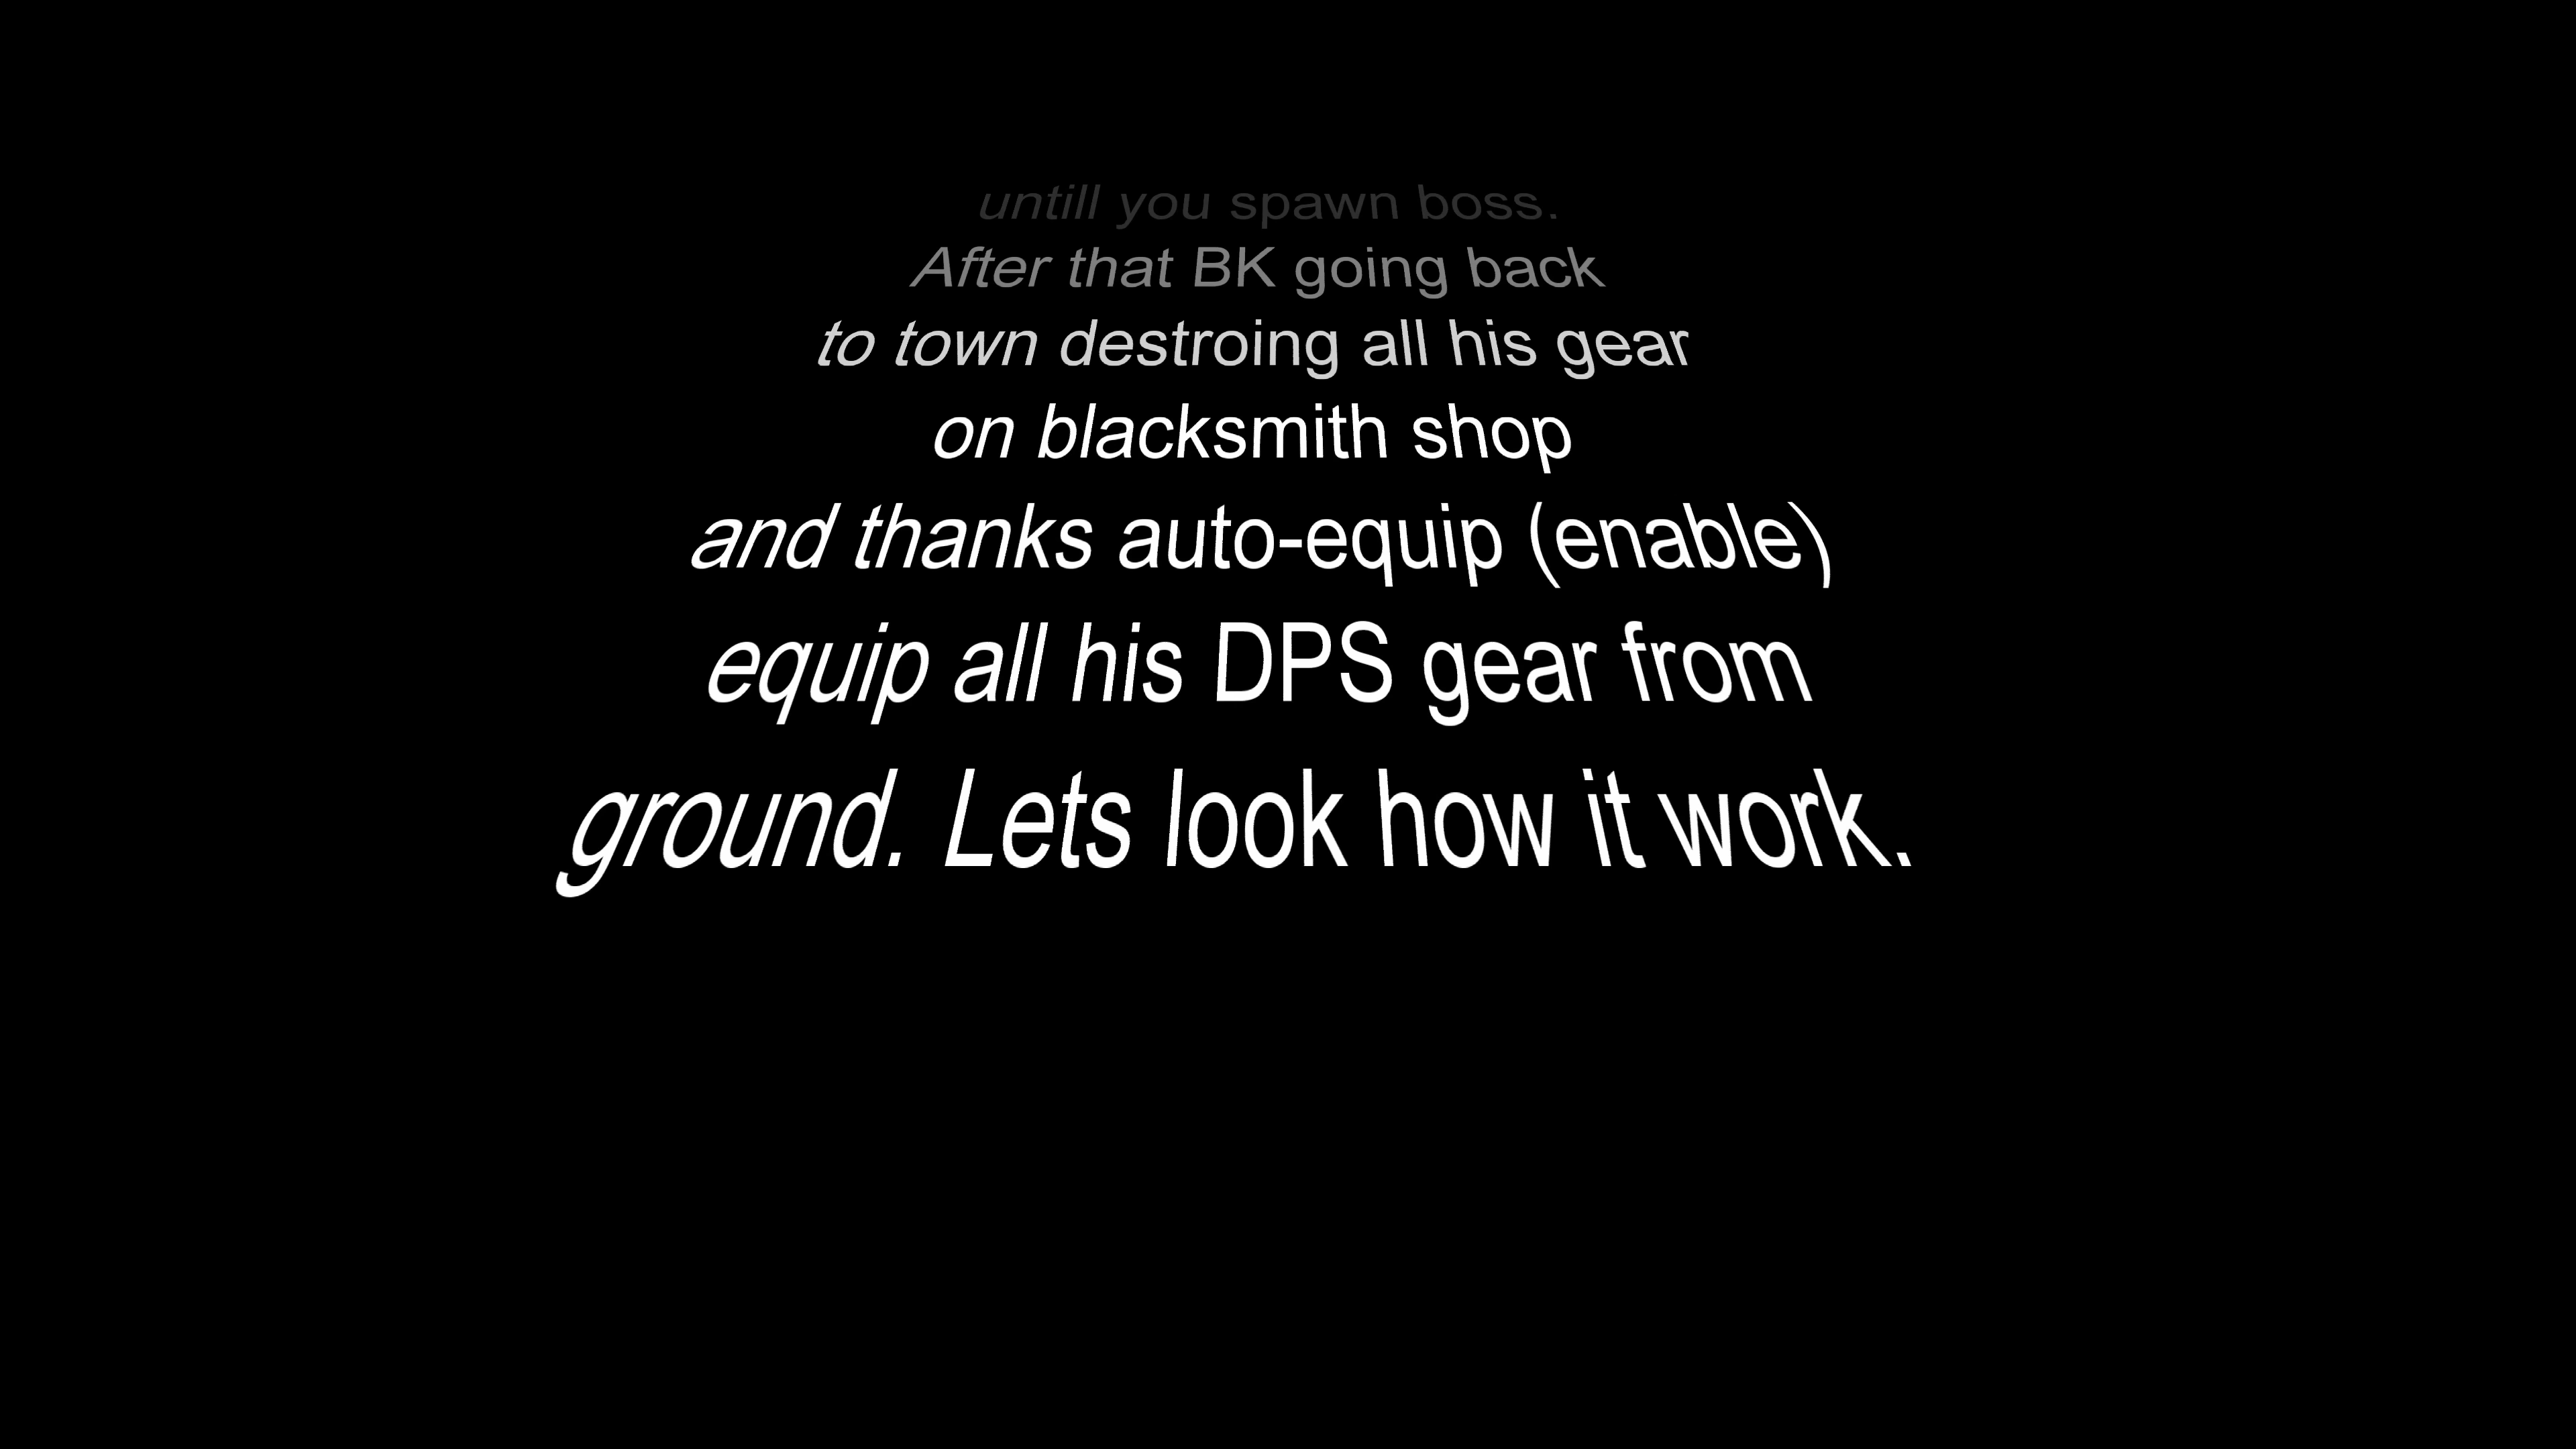 untill you spawn boss.
After that BK going back
to town destroing all his gear
on blacksmith shop
and thanks auto-equip (enable)
equip all his DPS gear from
ground. Lets look how it work.